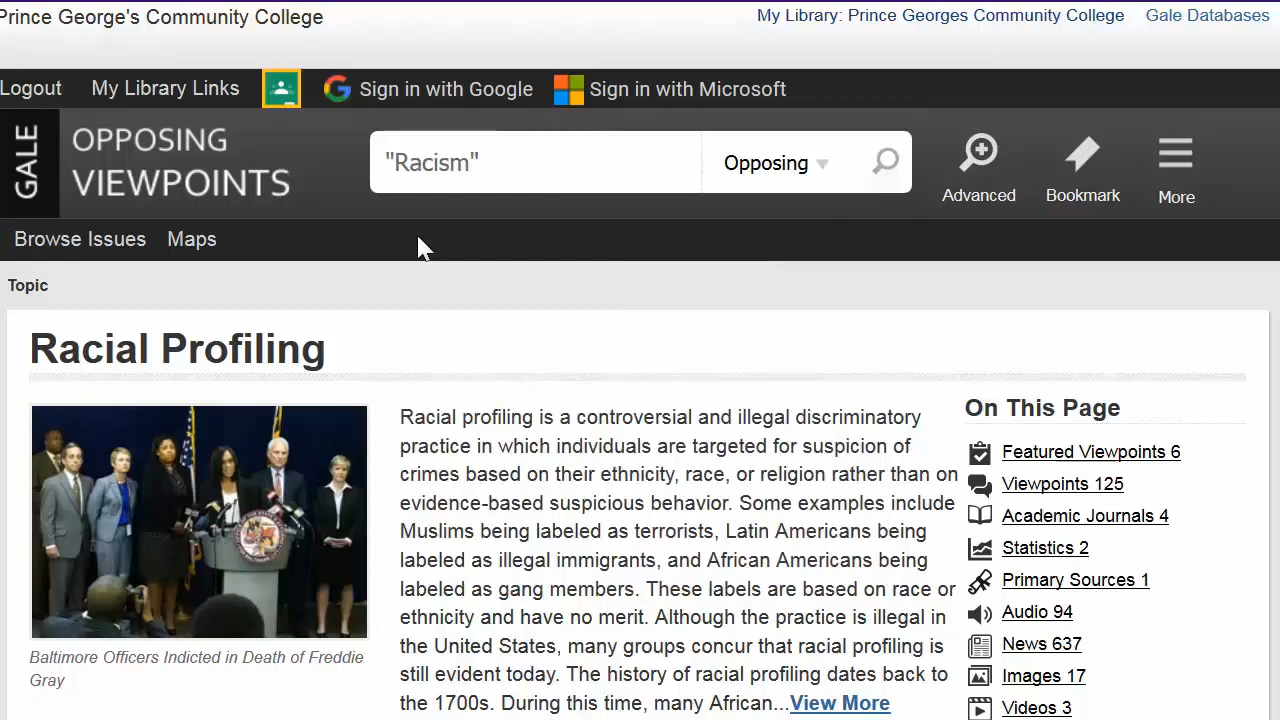 Prince George's Community College
My Library: Prince Georges Community College Gale Databases
Logout My Library Links Sign in with Google Sign in with Microsoft
GALE
OPPOSING
VIEWPOINTS
"Racism" Opposing
Advanced Bookmark More
Browse Issues Maps
Topic
Racial Profiling
Racial profiling is a controversial and illegal discriminatory
practice in which individuals are targeted for suspicion of
crimes based on their ethnicity, race, or religion rather than on
evidence-based suspicious behavior. Some examples include
Muslims being labeled as terrorists, Latin Americans being
labeled as illegal immigrants, and African Americans being
labeled as gang members. These labels are based on race or
ethnicity and have no merit. Although the practice is illegal in
the United States, many groups concur that racial profiling is
still evident today. The history of racial profiling dates back to
the 1700s. During this time, many African...View More
Baltimore Officers Indicted in Death of Freddie
Gray
On This Page
Featured Viewpoints 6
Viewpoints 125
Academic Journals 4
Statistics 2
Primary Sources 1
Audio 94
News 637
Images 17
Videos 3